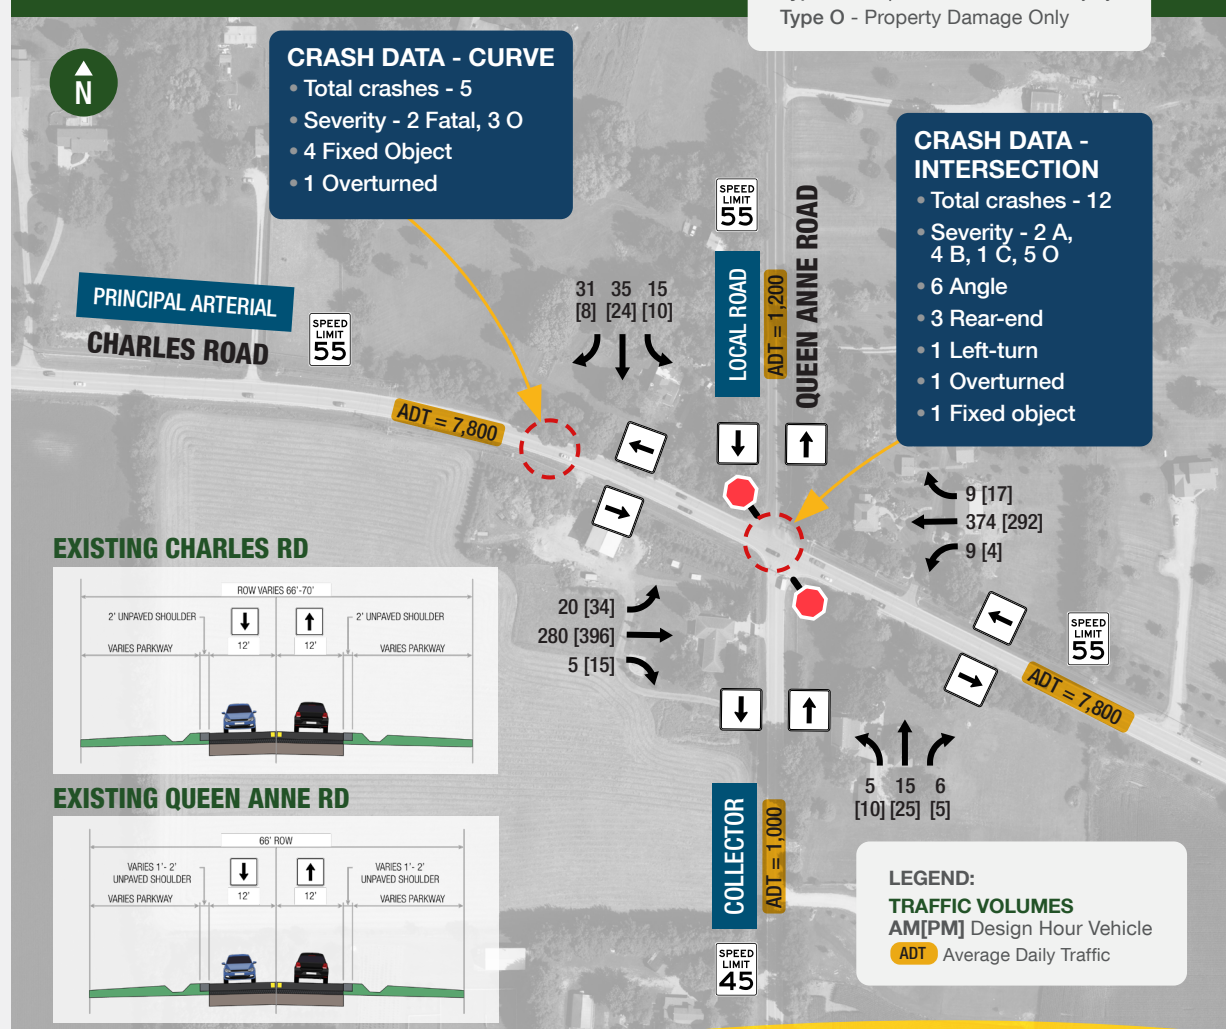 Type O - Property Damage Only
N
CRASH DATA - CURVE
• Total crashes - 5
• Severity - 2 Fatal, 3 O
• 4 Fixed Object
• 1 Overturned
CRASH DATA -
INTERSECTION
• Total crashes - 12
• Severity - 2 A,
4 B, 1 C, 5 O
• 6 Angle
• 3 Rear-end
• 1 Left-turn
• 1 Overturned
• 1 Fixed object
SPEED
LIMIT
55
QUEEN ANNE ROAD
LOCAL ROAD
ADT = 1,200
PRINCIPAL ARTERIAL
CHARLES ROAD
SPEED
LIMIT
55
31 35 15
[8] [24] [10]
ADT = 7,800
9 [17]
374 [292]
9 [4]
20 [34]
280 [396]
5 [15]
SPEED
LIMIT
55
ADT = 7,800
5 15 6
[10] [25] [5]
COLLECTOR
ADT = 1,000
SPEED
LIMIT
45
EXISTING CHARLES RD
ROW VARIES 66'-70'
2' UNPAVED SHOULDER
2' UNPAVED SHOULDER
VARIES PARKWAY
12'
12'
VARIES PARKWAY
EXISTING QUEEN ANNE RD
66' ROW
VARIES 1'- 2'
UNPAVED SHOULDER
VARIES 1'- 2'
UNPAVED SHOULDER
VARIES PARKWAY
12'
12'
VARIES PARKWAY
LEGEND:
TRAFFIC VOLUMES
AM[PM] Design Hour Vehicle
ADT Average Daily Traffic